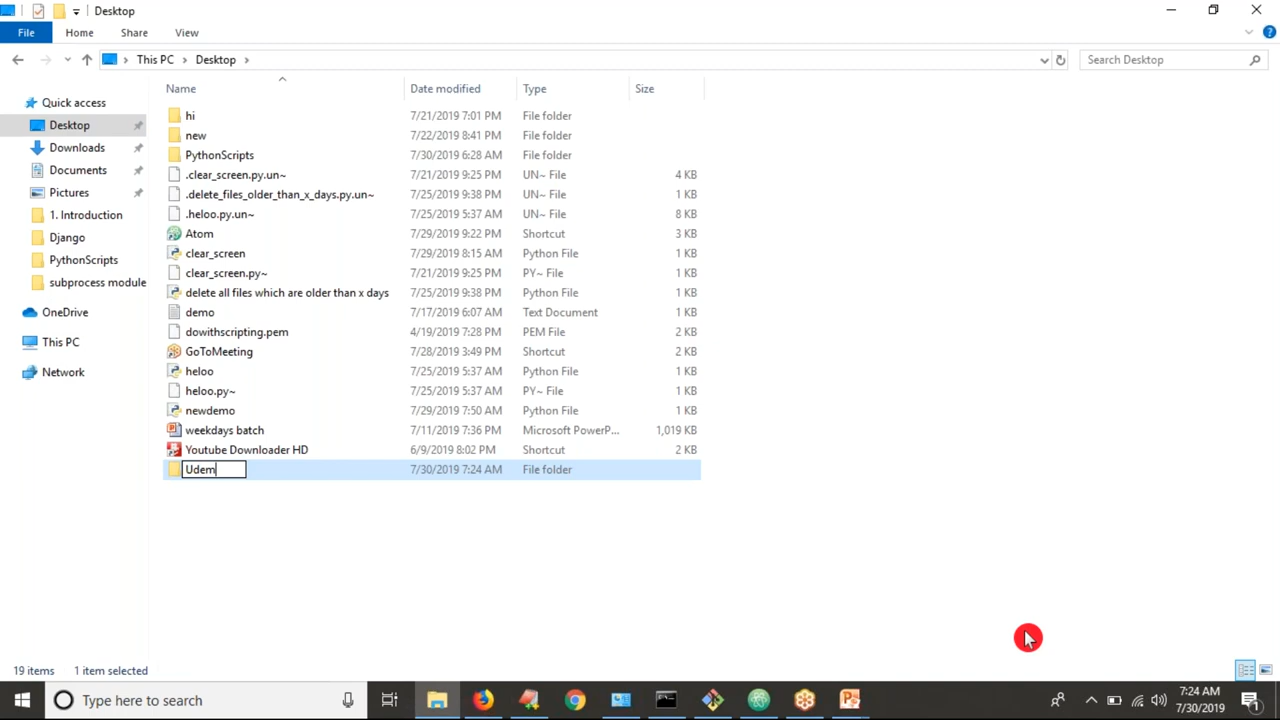 Desktop
File Home Share View
This PC Desktop Search Desktop
Name Date modified Type Size
Quick access
Desktop
Downloads
Documents
Pictures
1. Introduction
Django
PythonScripts
subprocess module
OneDrive
This PC
Network
hi 7/21/2019 7:01 PM File folder
new 7/22/2019 8:41 PM File folder
PythonScripts 7/30/2019 6:28 AM File folder
.clear_screen.py.un~ 7/21/2019 9:25 PM UN~ File 4 KB
.delete_files_older_than_x_days.py.un~ 7/25/2019 9:38 PM UN~ File 1 KB
.heloo.py.un~ 7/25/2019 5:37 AM UN~ File 8 KB
Atom 7/29/2019 9:22 PM Shortcut 3 KB
clear_screen 7/29/2019 8:15 AM Python File 1 KB
clear_screen.py~ 7/21/2019 9:25 PM PY~ File 1 KB
delete all files which are older than x days 7/25/2019 9:38 PM Python File 1 KB
demo 7/17/2019 6:07 AM Text Document 1 KB
dowithscripting.pem 4/19/2019 7:28 PM PEM File 2 KB
GoToMeeting 7/28/2019 3:49 PM Shortcut 2 KB
heloo 7/25/2019 5:37 AM Python File 1 KB
heloo.py~ 7/25/2019 5:37 AM PY~ File 1 KB
newdemo 7/29/2019 7:50 AM Python File 1 KB
weekdays batch 7/11/2019 7:36 PM Microsoft PowerP... 1,019 KB
Youtube Downloader HD 6/9/2019 8:02 PM Shortcut 2 KB
Udem 7/30/2019 7:24 AM File folder
19 items 1 item selected
Type here to search
7:24 AM
7/30/2019
1